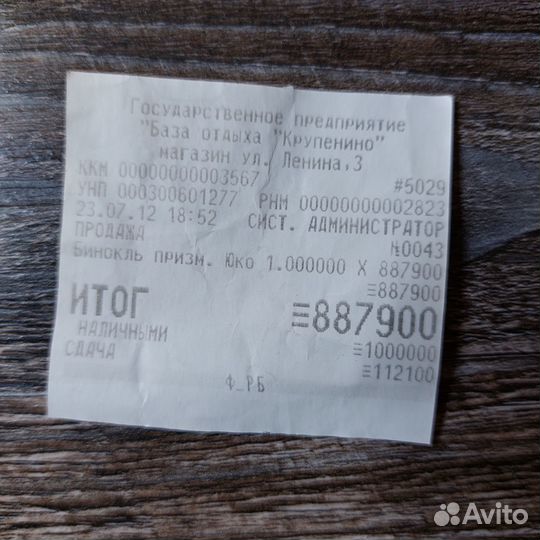 Государственное предприятие
"База отдыха "Крупенино"
магазин ул. Ленина,3
ККМ 00000000003567 #5029
УНП 000300601277 РНМ 00000000002823
23.07.12 18:52 СИСТ. АДМИНИСТРАТОР
ПРОДАЖА №0043
Бинокль призм. Юко 1.000000 X 887900
≡887900
ИТОГ ≡887900
НАЛИЧНЫМИ ≡1000000
СДАЧА ≡112100
Ф_РБ
Avito